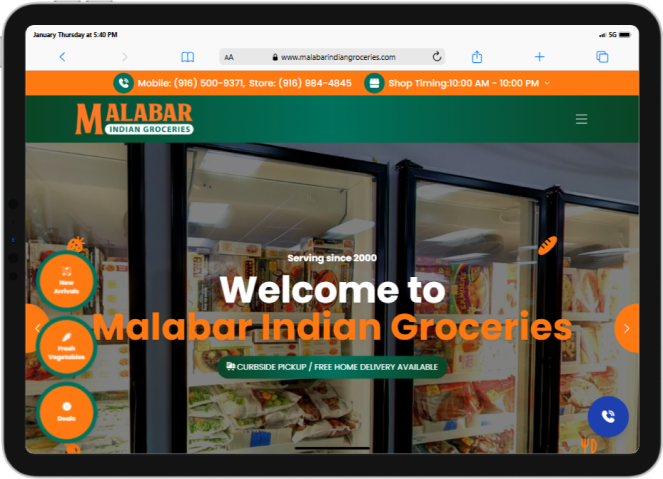 January Thursday at 5:40 PM
5G
AA
www.malabarindiangroceries.com
Mobile: (916) 500-9371, Store: (916) 984-4845
Shop Timing:10:00 AM - 10:00 PM
MALABAR
INDIAN GROCERIES
Serving since 2000
Welcome to
Malabar Indian Groceries
CURBSIDE PICKUP / FREE HOME DELIVERY AVAILABLE
New
Arrivals
Fresh
Vegetables
Deals